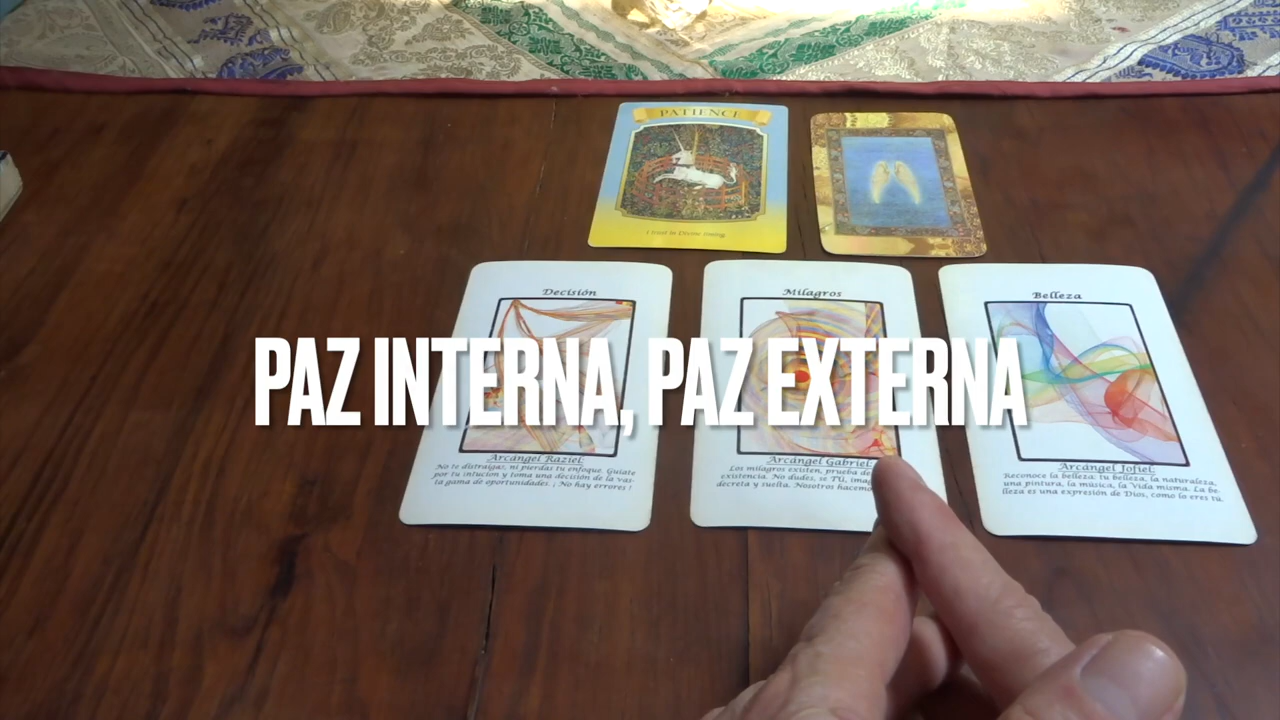 PATIENCE
I trust in Divine timing.
Decisión
Milagros
Belleza
PAZ INTERNA, PAZ EXTERNA
Arcángel Raziel:
No te distraigas, ni pierdas tu enfoque. Guíate
por tu intucion y toma una decisión de la vas-
ta gama de oportunidades. ¡ No hay errores !
Arcángel Gabriel:
Los milagros existen, prueba de
existencia. No dudes, se TÚ, imag
decreta y suelta. Nosotros hacemo
Arcángel Jofiel:
Reconoce la belleza: tu belleza, la naturaleza,
una pintura, la música, la Vida misma. La be-
lleza es una expresión de Dios, como lo eres tú.